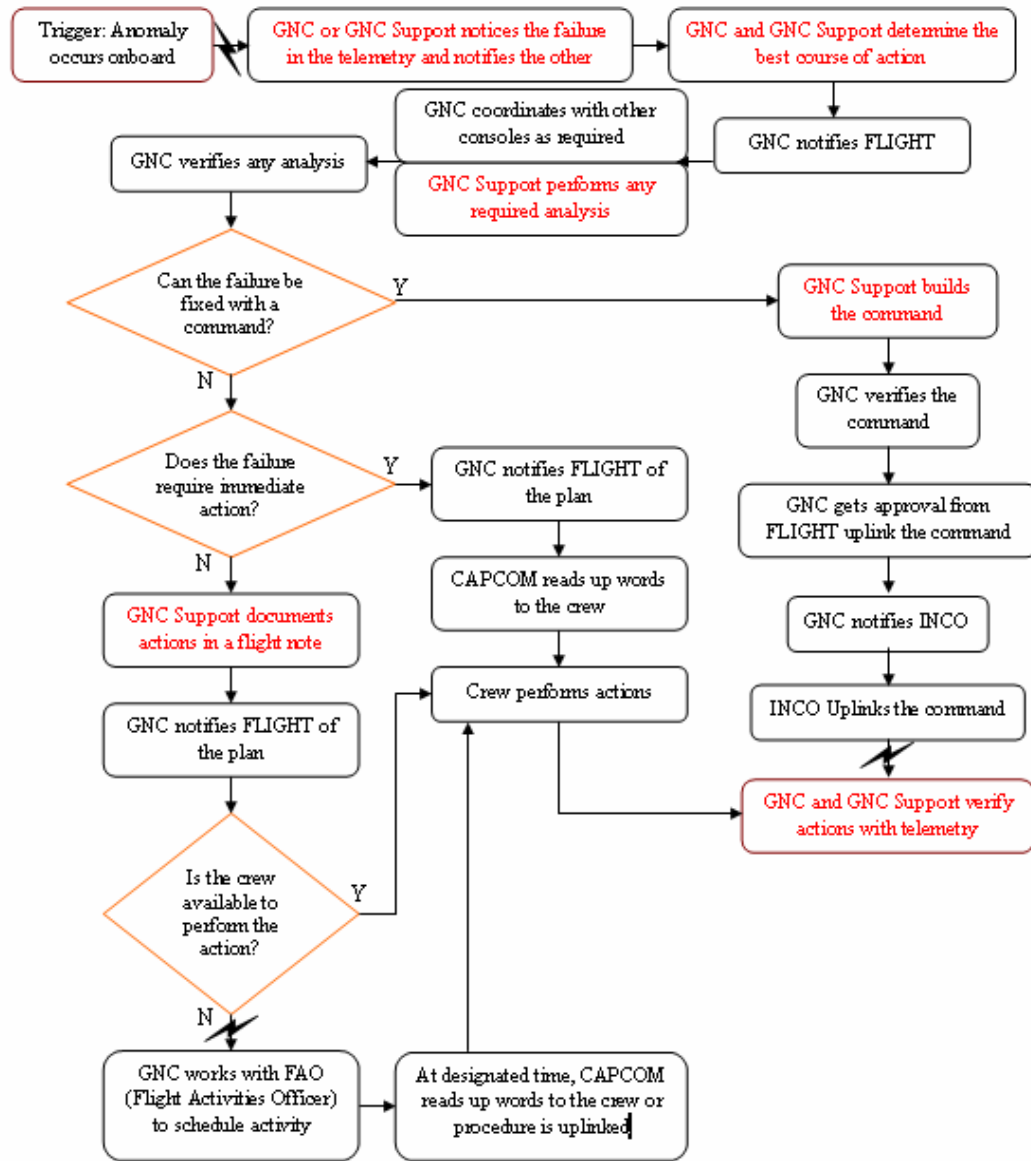 Trigger: Anomaly
occurs onboard
GNC or GNC Support notices the failure
in the telemetry and notifies the other
GNC and GNC Support determine the
best course of action
GNC coordinates with other
consoles as required
GNC notifies FLIGHT
GNC verifies any analysis
GNC Support performs any
required analysis
Can the failure be
fixed with a
command?
Y
GNC Support builds
the command
N
GNC verifies the
command
Does the failure
require immediate
action?
Y
GNC notifies FLIGHT of
the plan
GNC gets approval from
FLIGHT uplink the command
N
CAPCOM reads up words
to the crew
GNC Support documents
actions in a flight note
GNC notifies INCO
Crew performs actions
INCO Uplinks the command
GNC notifies FLIGHT of
the plan
GNC and GNC Support verify
actions with telemetry
Is the crew
available to
perform the
action?
Y
N
GNC works with FAO
(Flight Activities Officer)
to schedule activity
At designated time, CAPCOM
reads up words to the crew or
procedure is uplinked